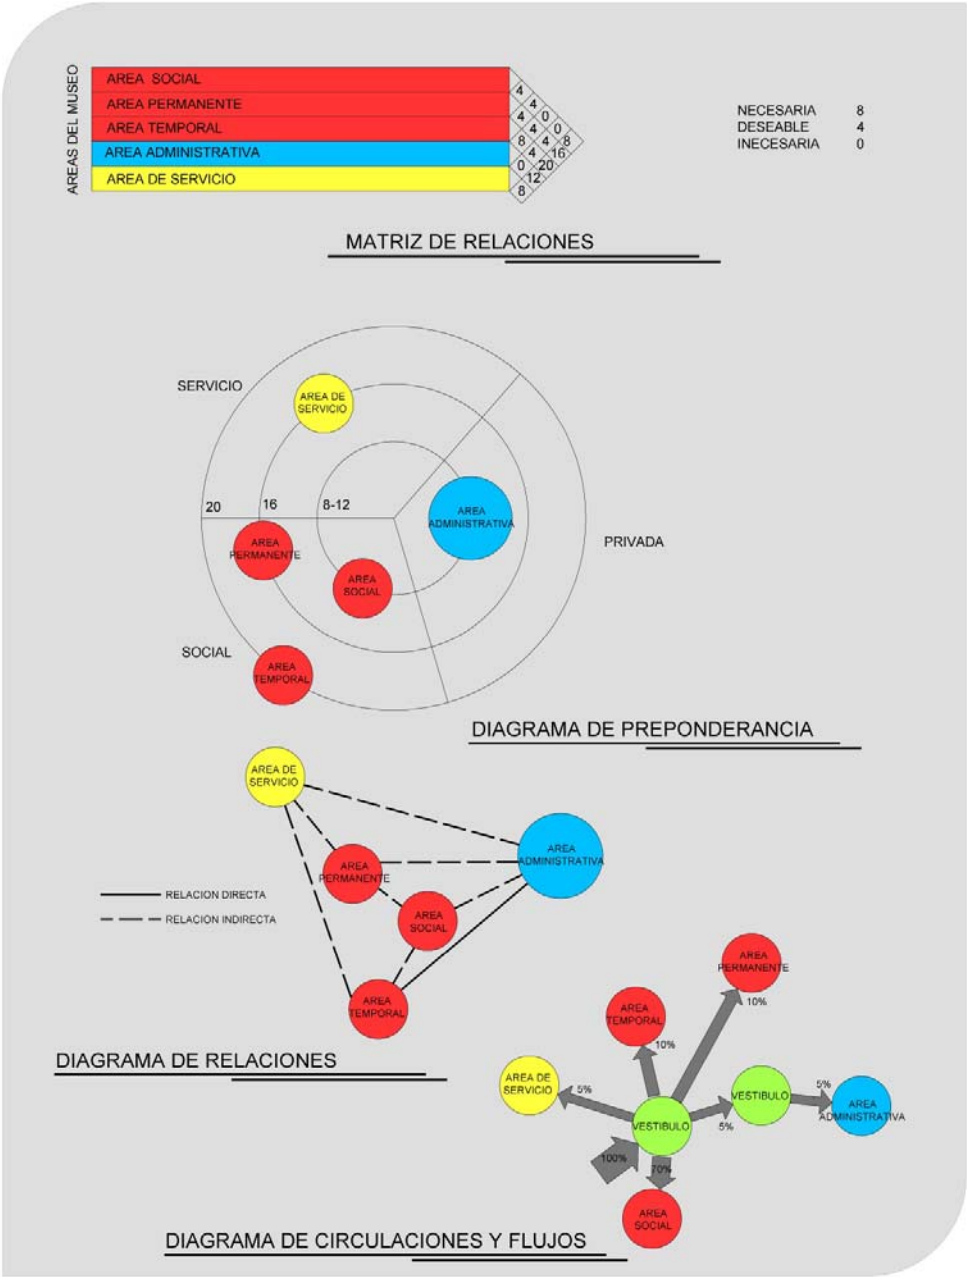 AREAS DEL MUSEO
AREA SOCIAL
AREA PERMANENTE
AREA TEMPORAL
AREA ADMINISTRATIVA
AREA DE SERVICIO
4
4
4 0
4 0
8 4 8
4 16
0 20
12
8
NECESARIA 8
DESEABLE 4
INECESARIA 0
MATRIZ DE RELACIONES
SERVICIO
AREA DE
SERVICIO
20 16 8-12
AREA
ADMINISTRATIVA
PRIVADA
AREA
PERMANENTE
AREA
SOCIAL
SOCIAL
AREA
TEMPORAL
DIAGRAMA DE PREPONDERANCIA
AREA DE
SERVICIO
AREA
ADMINISTRATIVA
AREA
PERMANENTE
RELACION DIRECTA
RELACION INDIRECTA
AREA
SOCIAL
AREA
TEMPORAL
DIAGRAMA DE RELACIONES
AREA
PERMANENTE
10%
AREA
TEMPORAL
10%
AREA DE
SERVICIO
5%
VESTIBULO
5%
VESTIBULO
5%
AREA
ADMINISTRATIVA
100%
70%
AREA
SOCIAL
DIAGRAMA DE CIRCULACIONES Y FLUJOS